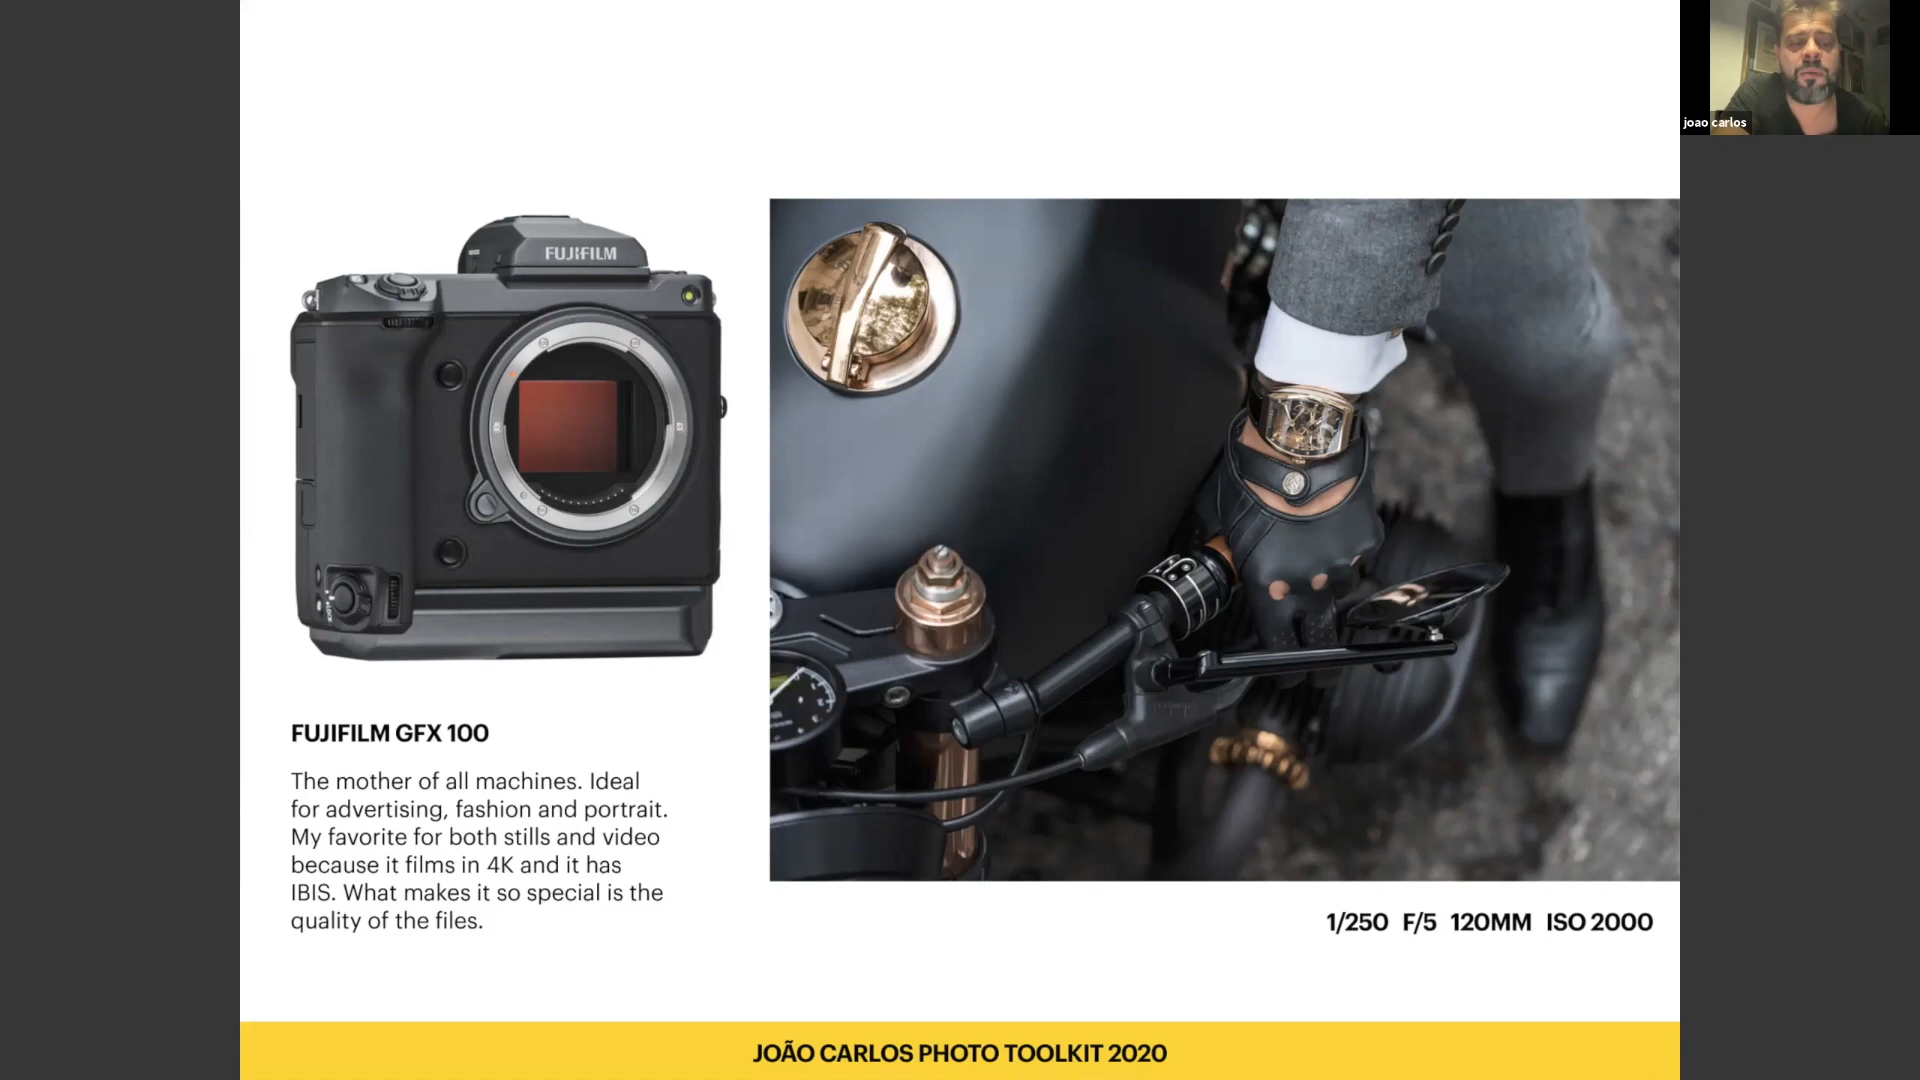 joao carlos
FUJIFILM
FUJIFILM GFX 100
The mother of all machines. Ideal
for advertising, fashion and portrait.
My favorite for both stills and video
because it films in 4K and it has
IBIS. What makes it so special is the
quality of the files.
1/250 F/5 120MM ISO 2000
JOÃO CARLOS PHOTO TOOLKIT 2020